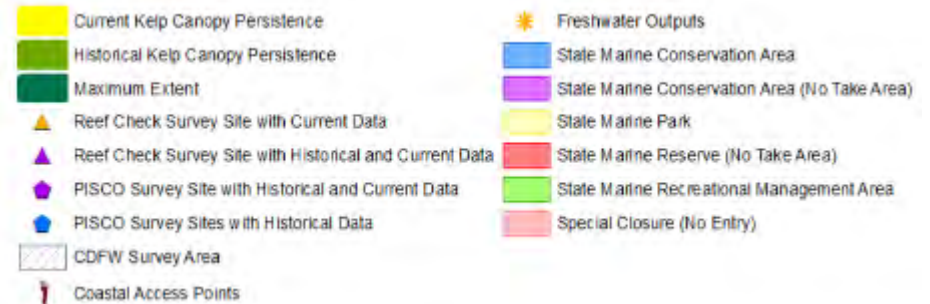 Current Kelp Canopy Persistence
Historical Kelp Canopy Persistence
Maximum Extent
Reef Check Survey Site with Current Data
Reef Check Survey Site with Historical and Current Data
PISCO Survey Site with Historical and Current Data
PISCO Survey Sites with Historical Data
CDFW Survey Area
Coastal Access Points
Freshwater Outputs
State Marine Conservation Area
State Marine Conservation Area (No Take Area)
State Marine Park
State Marine Reserve (No Take Area)
State Marine Recreational Management Area
Special Closure (No Entry)